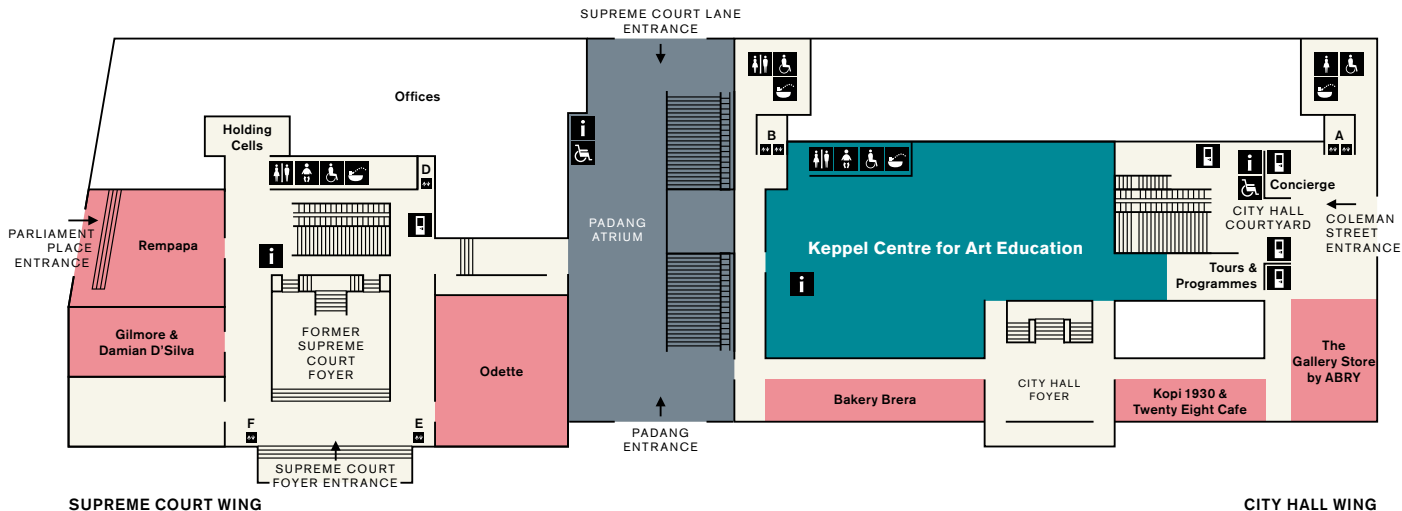 SUPREME COURT LANE
ENTRANCE
Offices
Holding
Cells
D
B
A
Concierge
CITY HALL
COURTYARD
COLEMAN
STREET
ENTRANCE
PARLIAMENT
PLACE
ENTRANCE
Rempapa
PADANG
ATRIUM
Keppel Centre for Art Education
Tours &
Programmes
Gilmore &
Damian D'Silva
FORMER
SUPREME
COURT
FOYER
Odette
The
Gallery Store
by ABRY
Bakery Brera
CITY HALL
FOYER
Kopi 1930 &
Twenty Eight Cafe
F
E
PADANG
ENTRANCE
SUPREME COURT
FOYER ENTRANCE
SUPREME COURT WING
CITY HALL WING